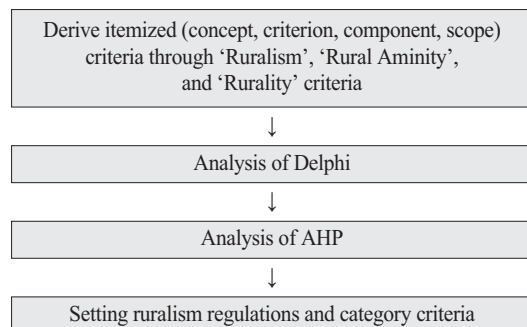 Derive itemized (concept, criterion, component, scope)
criteria through ‘Ruralism’, ‘Rural Aminity’,
and ‘Rurality’ criteria
↓
Analysis of Delphi
↓
Analysis of AHP
↓
Setting ruralism regulations and category criteria